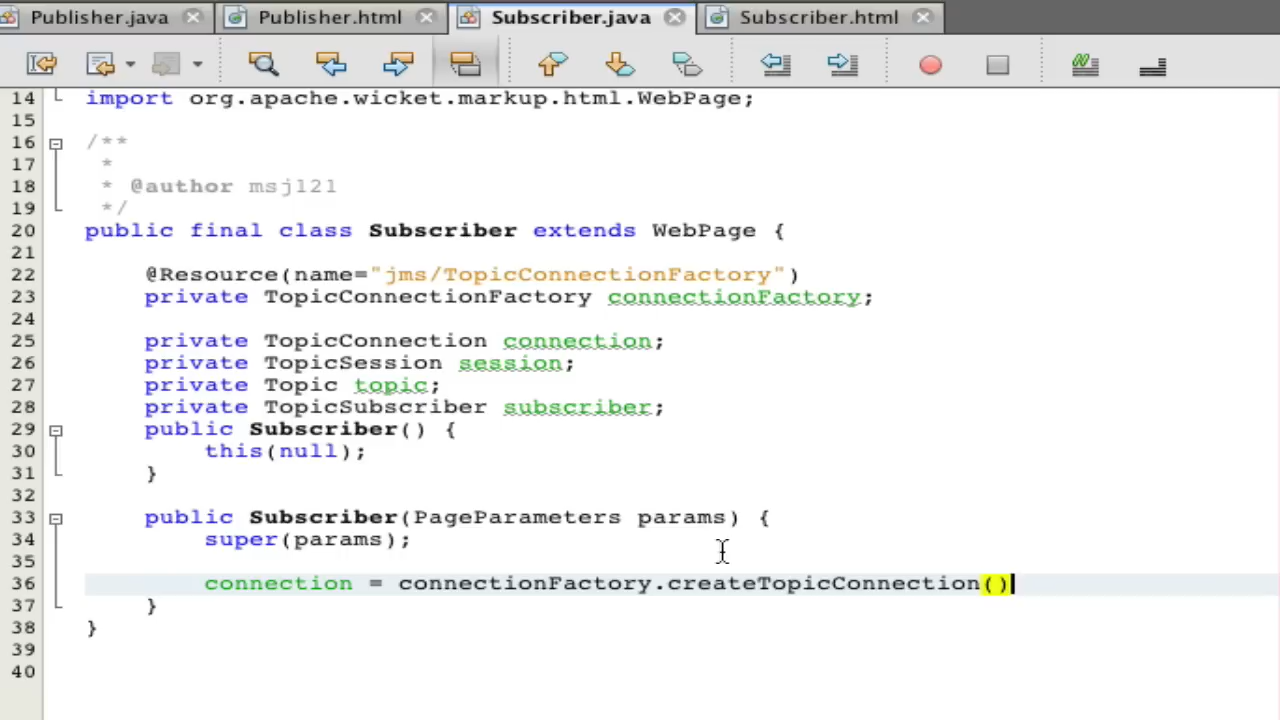 Publisher.java Publisher.html Subscriber.java Subscriber.html
14 import org.apache.wicket.markup.html.WebPage;
15
16 /**
17 *
18 * @author msj121
19 */
20 public final class Subscriber extends WebPage {
21
22 @Resource(name="jms/TopicConnectionFactory")
23 private TopicConnectionFactory connectionFactory;
24
25 private TopicConnection connection;
26 private TopicSession session;
27 private Topic topic;
28 private TopicSubscriber subscriber;
29 public Subscriber() {
30 this(null);
31 }
32
33 public Subscriber(PageParameters params) {
34 super(params);
35
36 connection = connectionFactory.createTopicConnection()
37 }
38 }
39
40